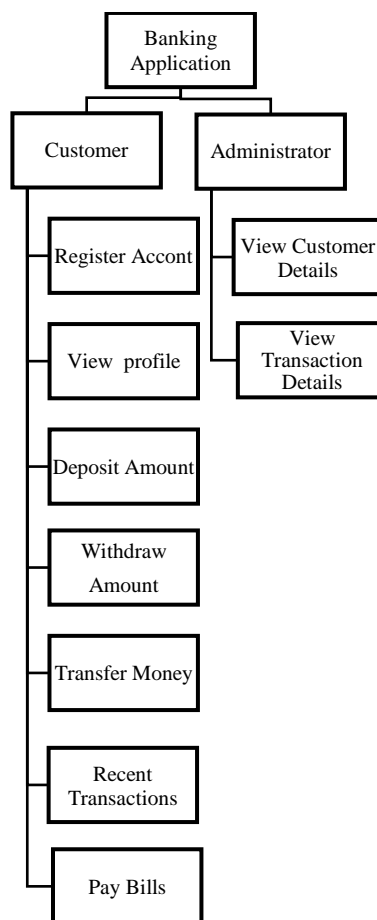 Banking
Application
Customer
Administrator
Register Accont
View profile
Deposit Amount
Withdraw
Amount
Transfer Money
Recent
Transactions
Pay Bills
View Customer
Details
View
Transaction
Details